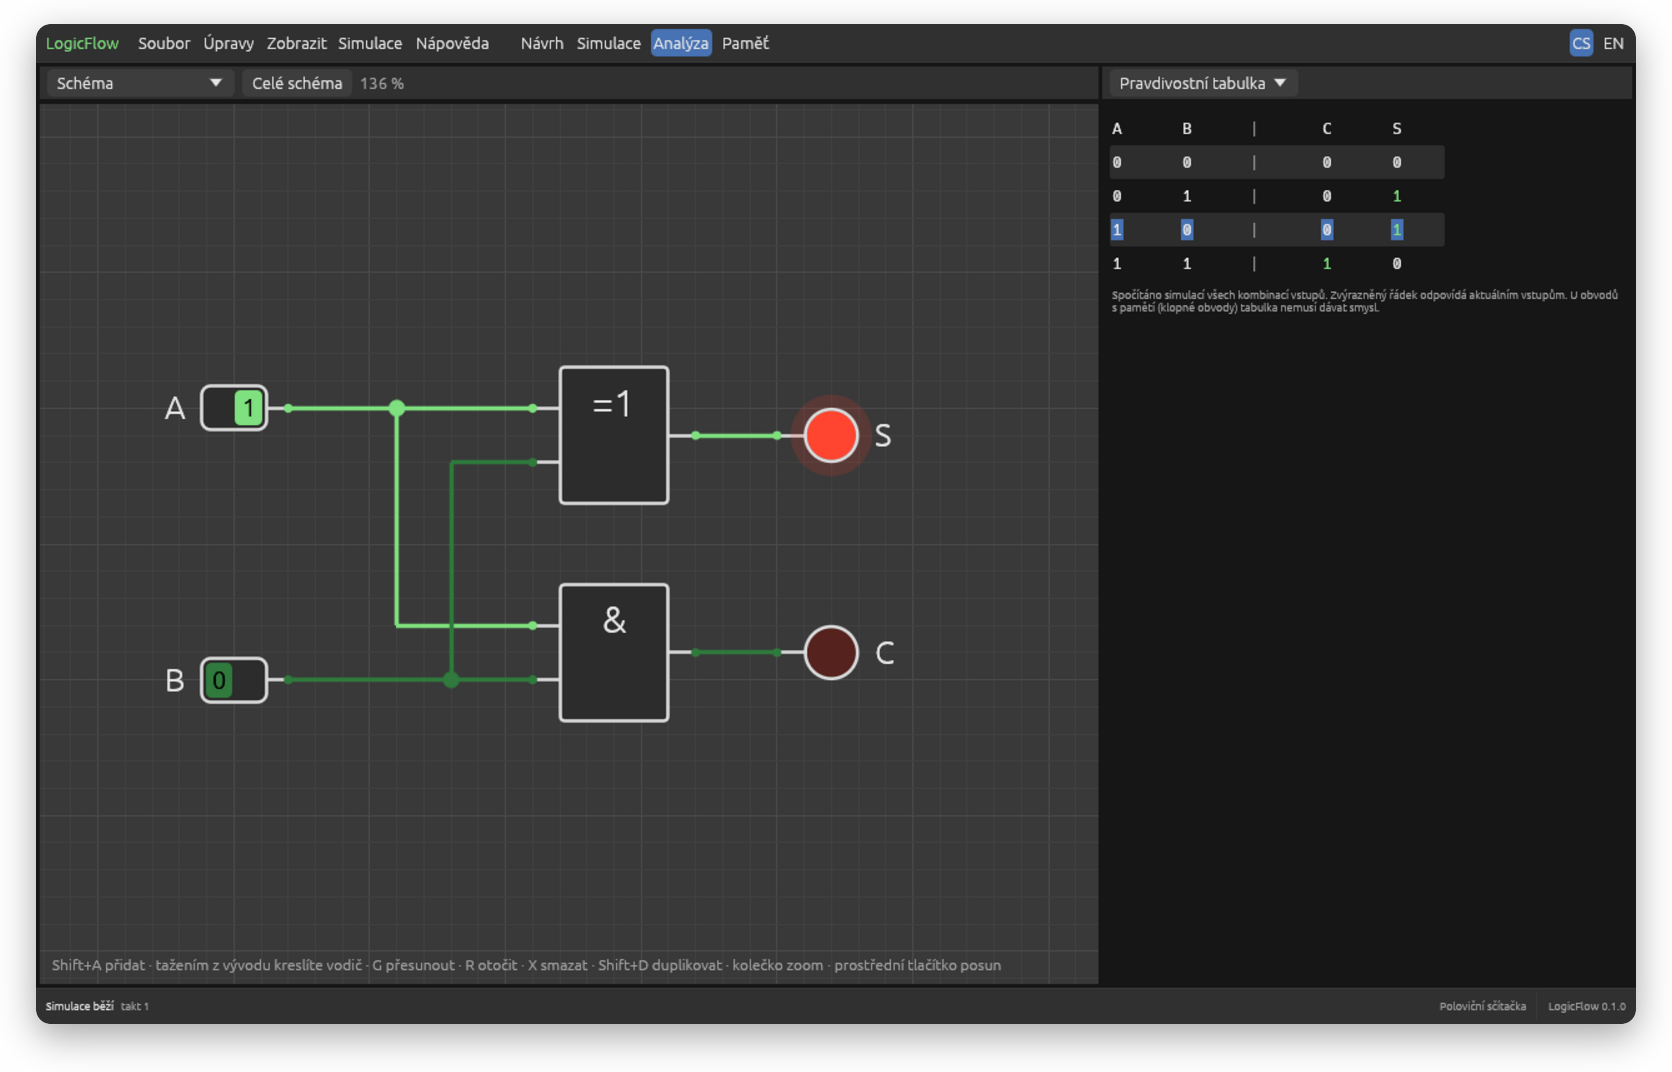 LogicFlow Soubor Úpravy Zobrazit Simulace Nápověda Návrh Simulace Analýza Paměť CS EN
Schéma Celé schéma 136 % Pravdivostní tabulka
A B | C S
0 0 | 0 0
0 1 | 0 1
1 0 | 0 1
1 1 | 1 0
Spočítáno simulací všech kombinací vstupů. Zvýrazněný řádek odpovídá aktuálním vstupům. U obvodů
s pamětí (klopné obvody) tabulka nemusí dávat smysl.
=1
A 1
S
&
C
B 0
Shift+A přidat · tažením z vývodu kreslíte vodič · G přesunout · R otočit · X smazat · Shift+D duplikovat · kolečko zoom · prostřední tlačítko posun
Simulace běží takt 1 Poloviční sčítačka LogicFlow 0.1.0